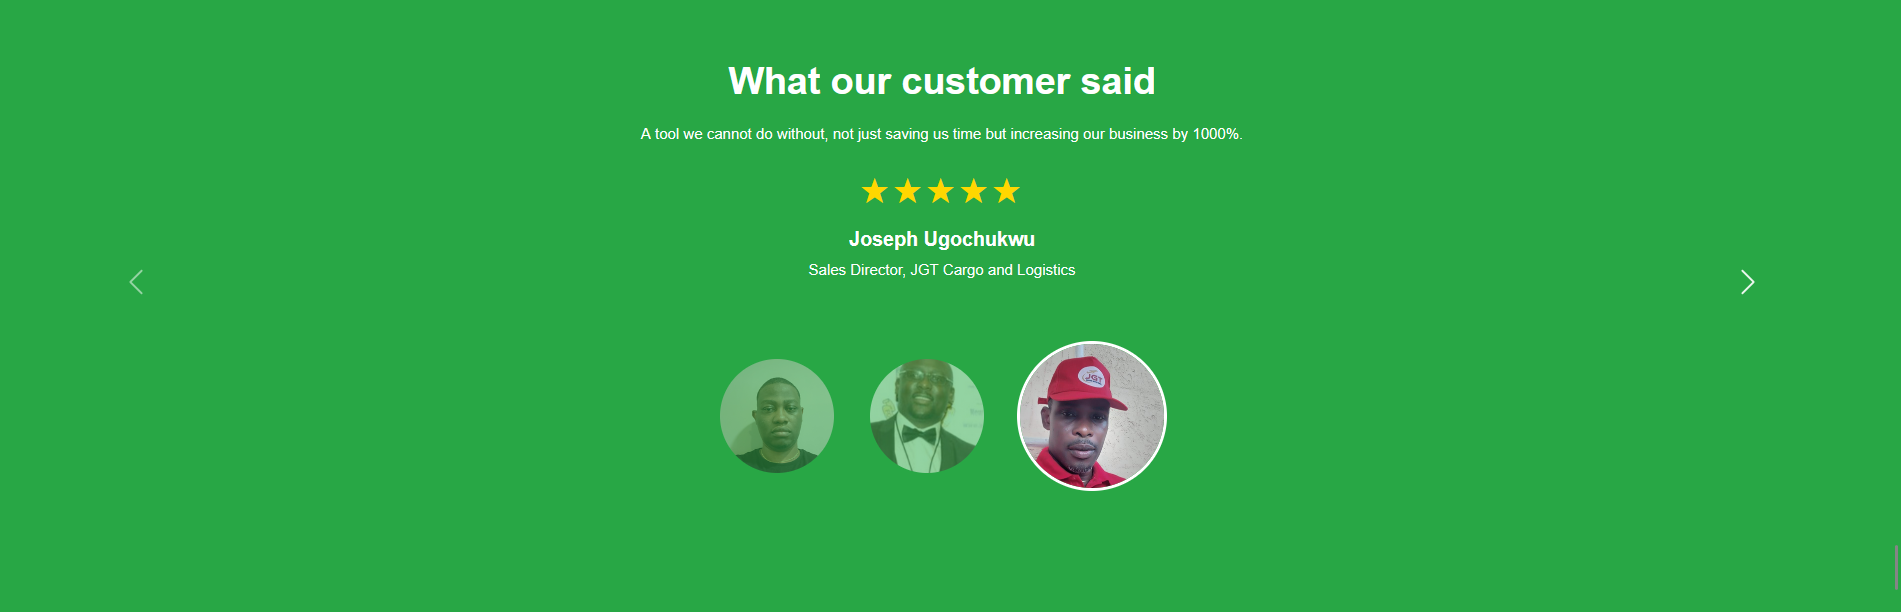 What our customer said
A tool we cannot do without, not just saving us time but increasing our business by 1000%.
Joseph Ugochukwu
Sales Director, JGT Cargo and Logistics
JGT